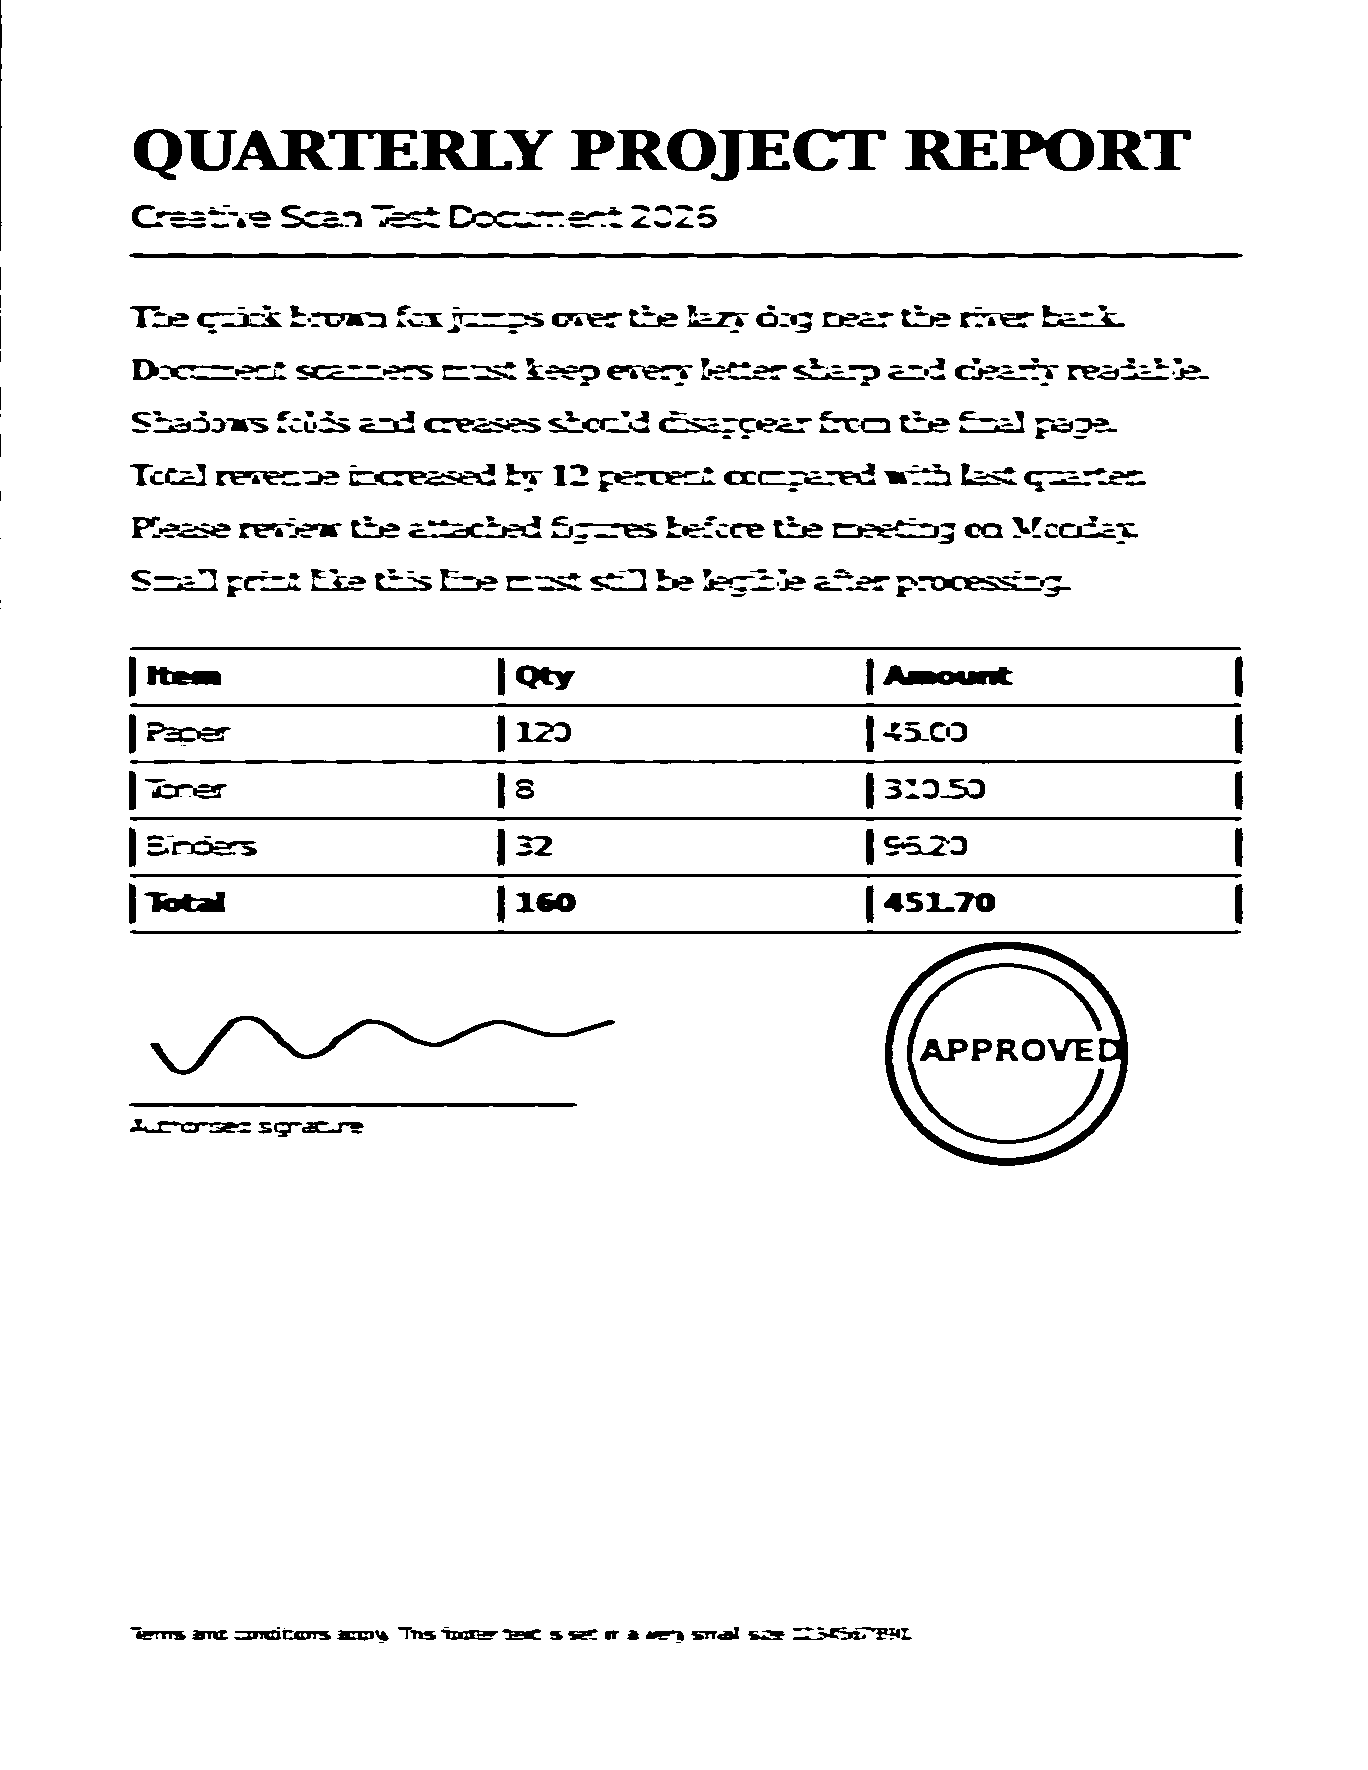 QUARTERLY PROJECT REPORT
Creative Scan Test Document 2026
The quick brown fox jumps over the lazy dog near the river bank.
Document scanners must keep every letter sharp and clearly readable.
Shadows folds and creases should disappear from the final page.
Total revenue increased by 12 percent compared with last quarter.
Please review the attached figures before the meeting on Monday.
Small print like this line must still be legible after processing.
Item Qty Amount
Paper 120 45.00
Toner 8 310.50
Binders 32 96.20
Total 160 451.70
APPROVED
Authorised signature
Terms and conditions apply. This footer text is set in a very small size